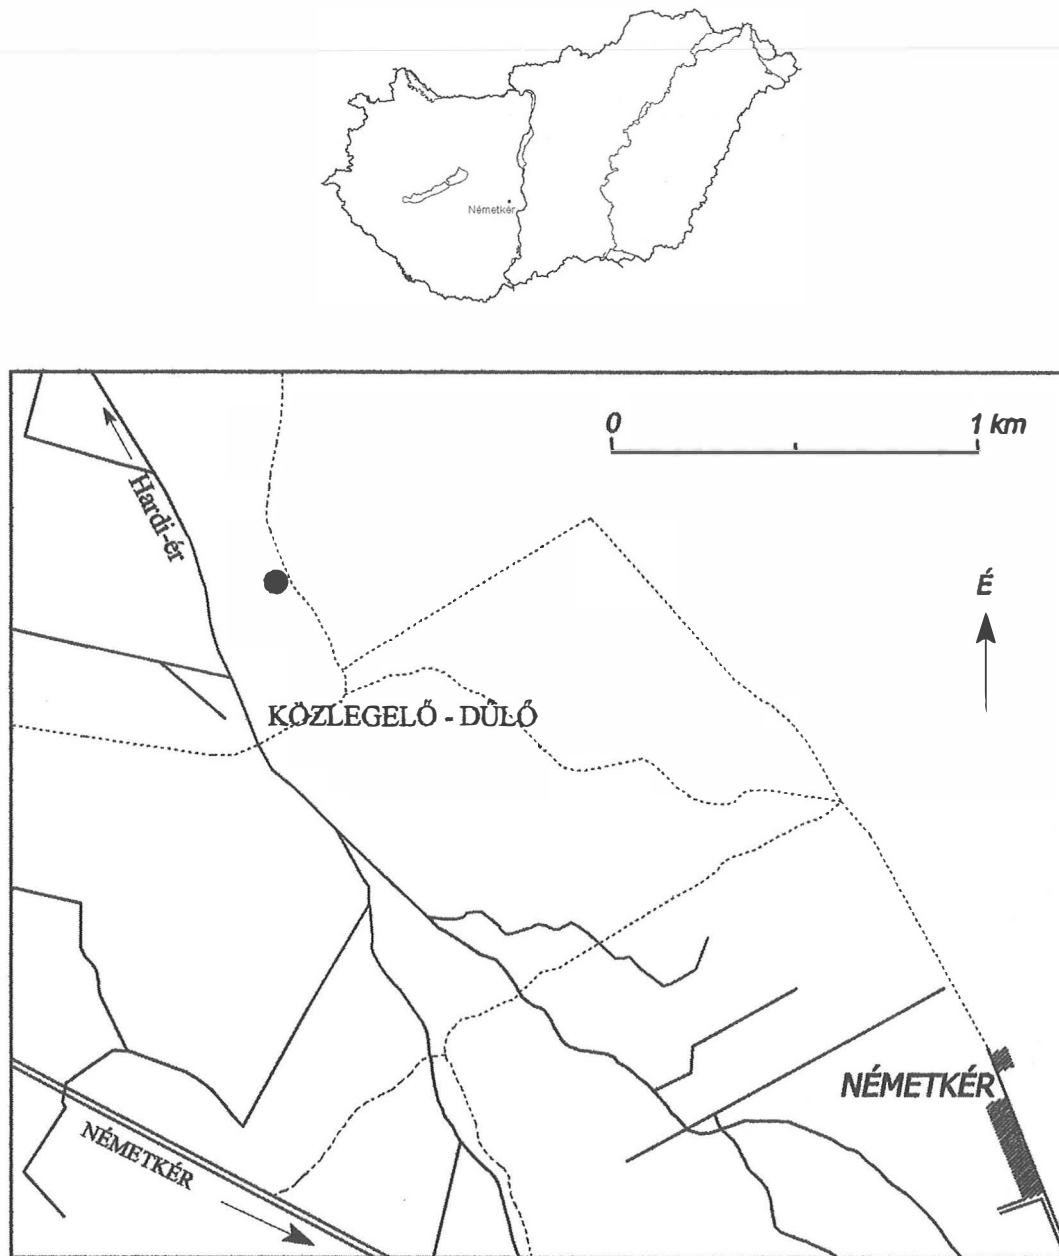 Németkér
0 1 km
Hardi-ér
É
KÖZLEGELŐ - DŰLŐ
NÉMETKÉR
NÉMETKÉR